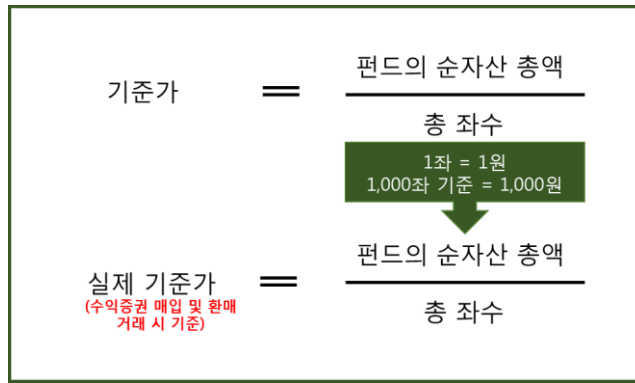 펀드의 순자산 총액
기준가 =
총 좌수
1좌 = 1원
1,000좌 기준 = 1,000원
펀드의 순자산 총액
실제 기준가 =
(수익증권 매입 및 환매
거래 시 기준)
총 좌수